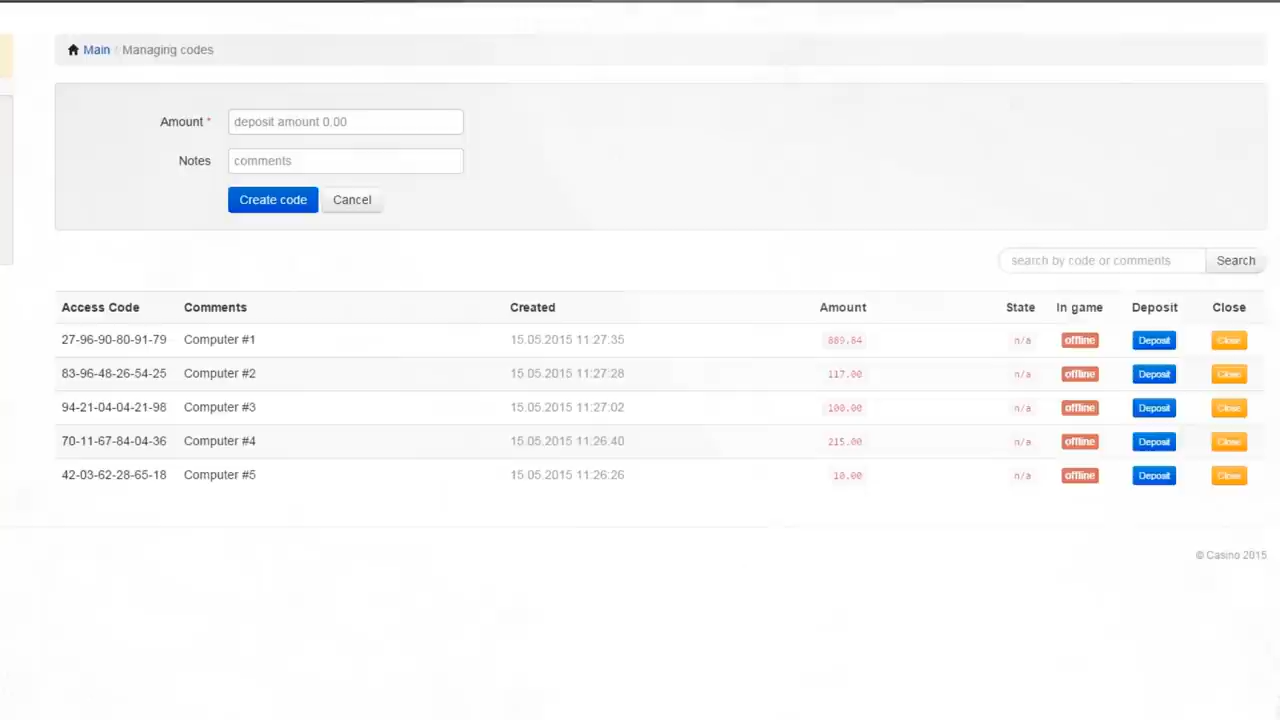 Main / Managing codes
Amount * deposit amount 0.00
Notes comments
Create code Cancel
search by code or comments Search
Access Code Comments Created Amount State In game Deposit Close
27-96-90-80-91-79 Computer #1 15.05.2015 11:27:35 889.84 n/a offline Deposit Close
83-96-48-26-54-25 Computer #2 15.05.2015 11:27:28 117.00 n/a offline Deposit Close
94-21-04-04-21-98 Computer #3 15.05.2015 11:27:02 100.00 n/a offline Deposit Close
70-11-67-84-04-36 Computer #4 15.05.2015 11:26:40 215.00 n/a offline Deposit Close
42-03-62-28-65-18 Computer #5 15.05.2015 11:26:26 10.00 n/a offline Deposit Close
© Casino 2015